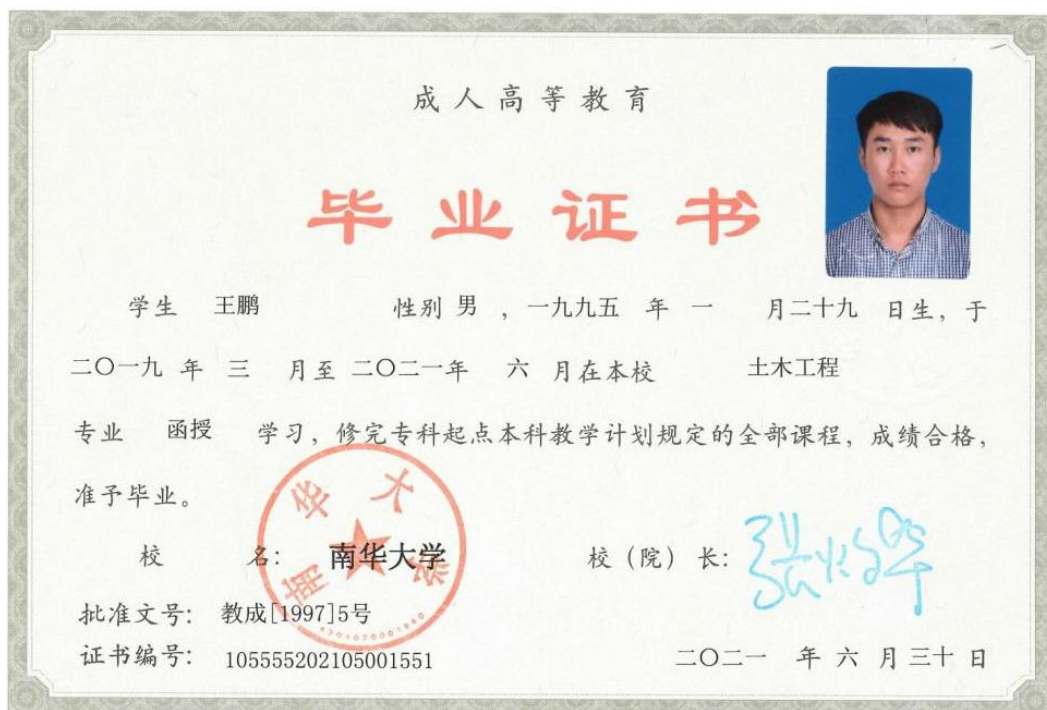 成人高等教育
毕业证书
学生 王鹏 性别 男 ，一九九五 年 一 月二十九 日生，于
二〇一九 年 三 月至 二〇二一年 六 月在本校 土木工程
专业 函授 学习，修完专科起点本科教学计划规定的全部课程，成绩合格，
准予毕业。
校 名： 南华大学 校（院）长：
南华大学
批准文号： 教成[1997]5号
证书编号： 105555202105001551 二〇二一 年 六 月 三十 日